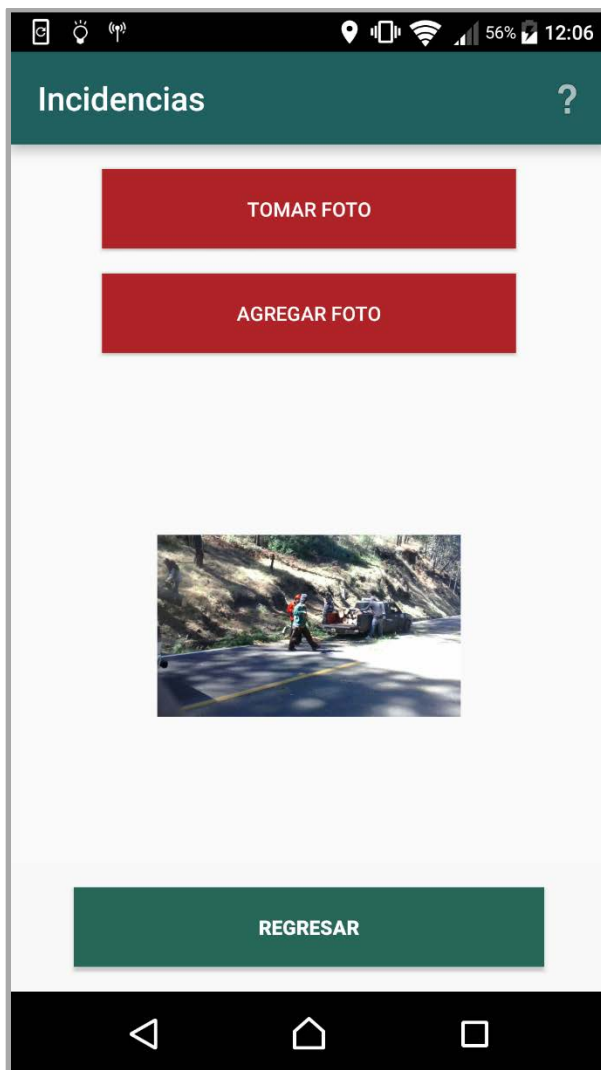 56% 12:06
Incidencias ?
TOMAR FOTO
AGREGAR FOTO
REGRESAR